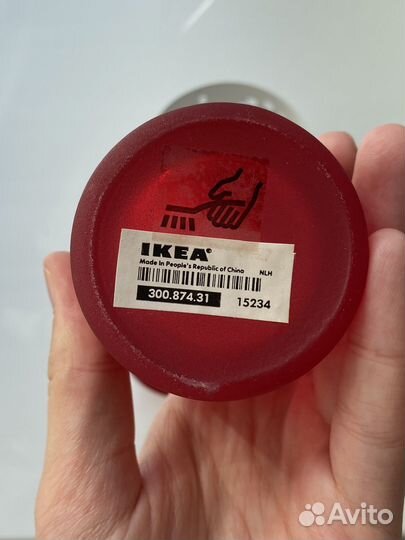 IKEA®
Made in People's Republic of China NLH
300.874.31 15234
Avito